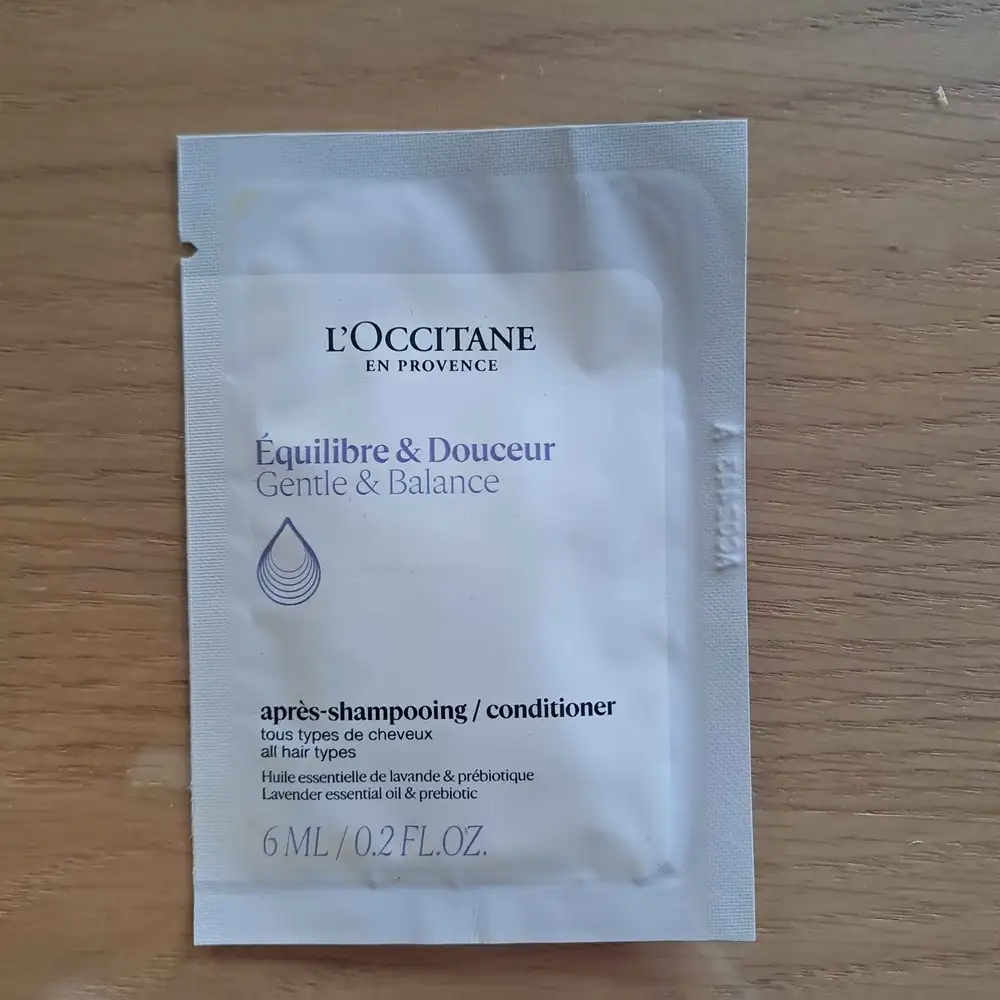 L'OCCITANE
EN PROVENCE
Équilibre & Douceur
Gentle & Balance
après-shampooing / conditioner
tous types de cheveux
all hair types
Huile essentielle de lavande & prébiotique
Lavender essential oil & prebiotic
6 ML / 0.2 FL.OZ.